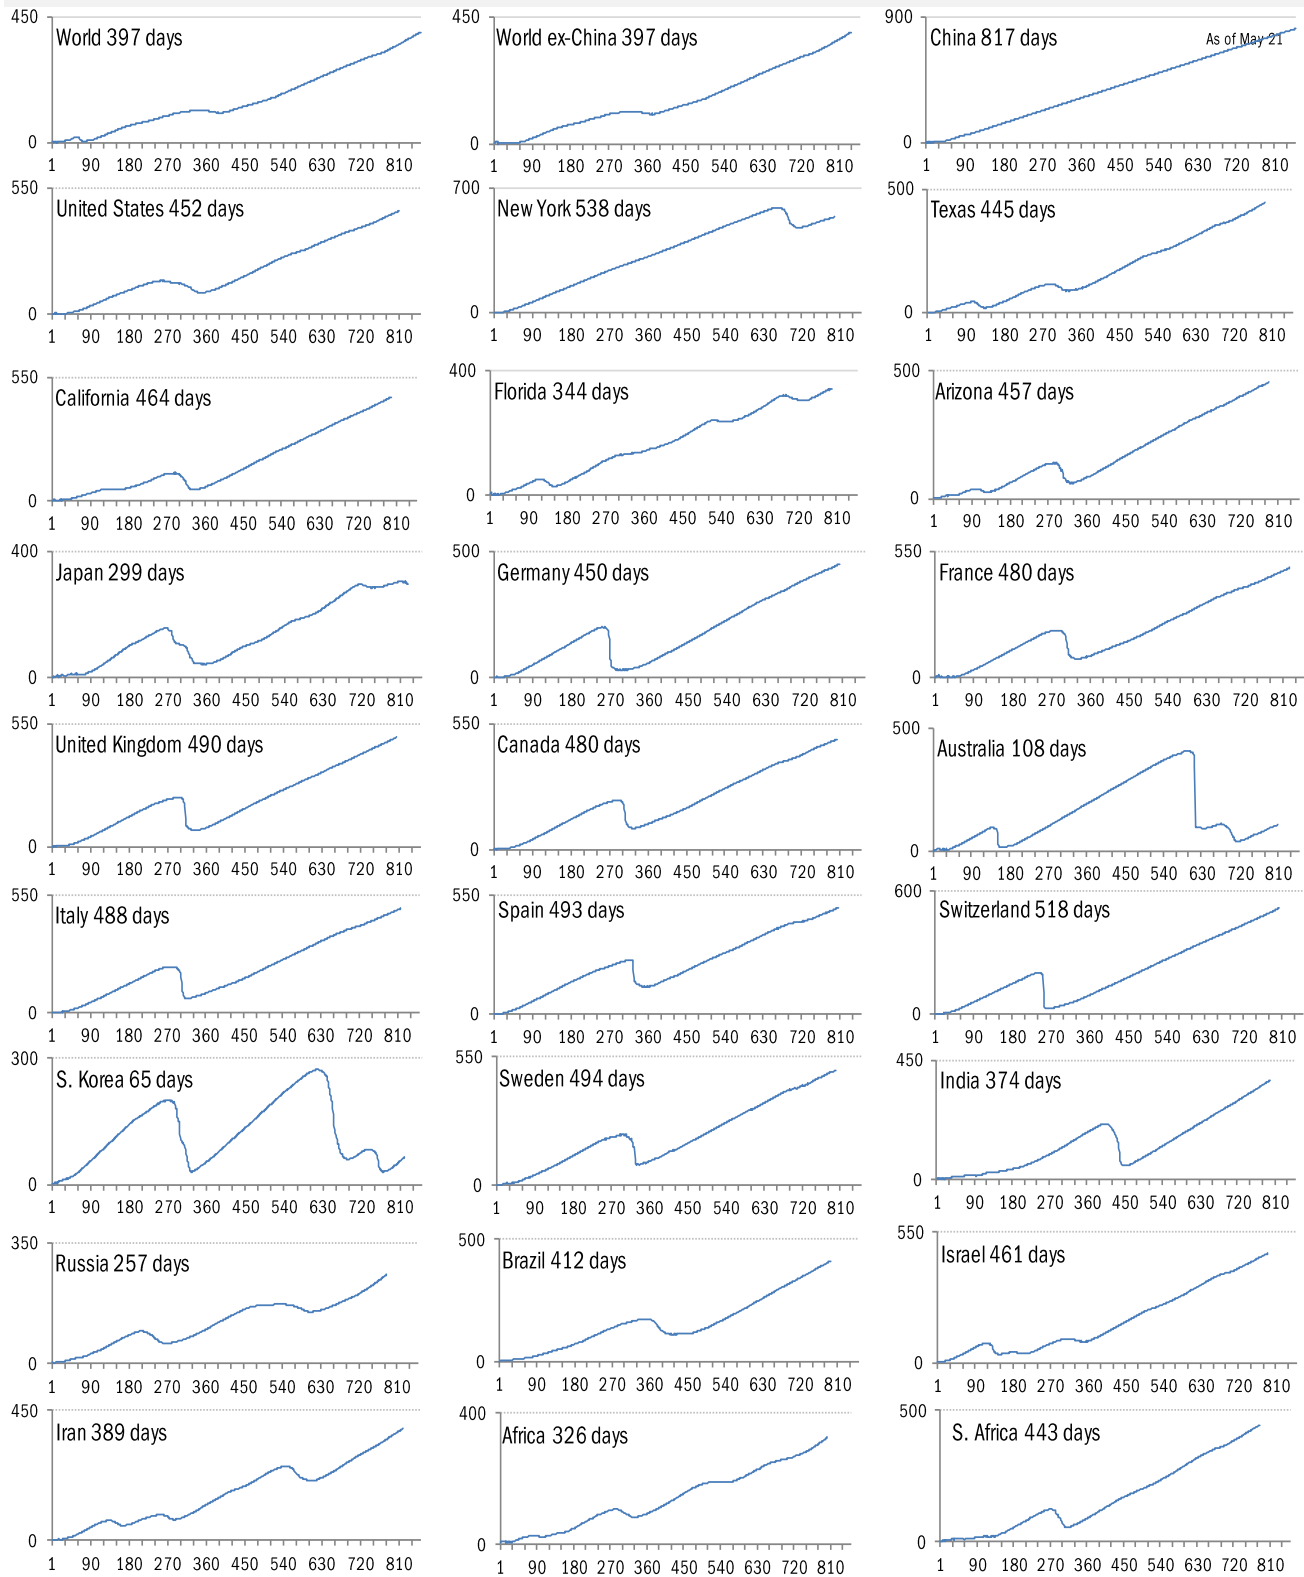 450
World 397 days
0
1 90 180 270 360 450 540 630 720 810
450
World ex-China 397 days
0
1 90 180 270 360 450 540 630 720 810
900
China 817 days
As of May 21
0
1 90 180 270 360 450 540 630 720 810
550
United States 452 days
0
1 90 180 270 360 450 540 630 720 810
700
New York 538 days
0
1 90 180 270 360 450 540 630 720 810
500
Texas 445 days
0
1 90 180 270 360 450 540 630 720 810
550
California 464 days
0
1 90 180 270 360 450 540 630 720 810
400
Florida 344 days
0
1 90 180 270 360 450 540 630 720 810
500
Arizona 457 days
0
1 90 180 270 360 450 540 630 720 810
400
Japan 299 days
0
1 90 180 270 360 450 540 630 720 810
500
Germany 450 days
0
1 90 180 270 360 450 540 630 720 810
550
France 480 days
0
1 90 180 270 360 450 540 630 720 810
550
United Kingdom 490 days
0
1 90 180 270 360 450 540 630 720 810
550
Canada 480 days
0
1 90 180 270 360 450 540 630 720 810
500
Australia 108 days
0
1 90 180 270 360 450 540 630 720 810
550
Italy 488 days
0
1 90 180 270 360 450 540 630 720 810
550
Spain 493 days
0
1 90 180 270 360 450 540 630 720 810
600
Switzerland 518 days
0
1 90 180 270 360 450 540 630 720 810
300
S. Korea 65 days
0
1 90 180 270 360 450 540 630 720 810
550
Sweden 494 days
0
1 90 180 270 360 450 540 630 720 810
450
India 374 days
0
1 90 180 270 360 450 540 630 720 810
350
Russia 257 days
0
1 90 180 270 360 450 540 630 720 810
500
Brazil 412 days
0
1 90 180 270 360 450 540 630 720 810
550
Israel 461 days
0
1 90 180 270 360 450 540 630 720 810
450
Iran 389 days
0
1 90 180 270 360 450 540 630 720 810
400
Africa 326 days
0
1 90 180 270 360 450 540 630 720 810
500
S. Africa 443 days
0
1 90 180 270 360 450 540 630 720 810